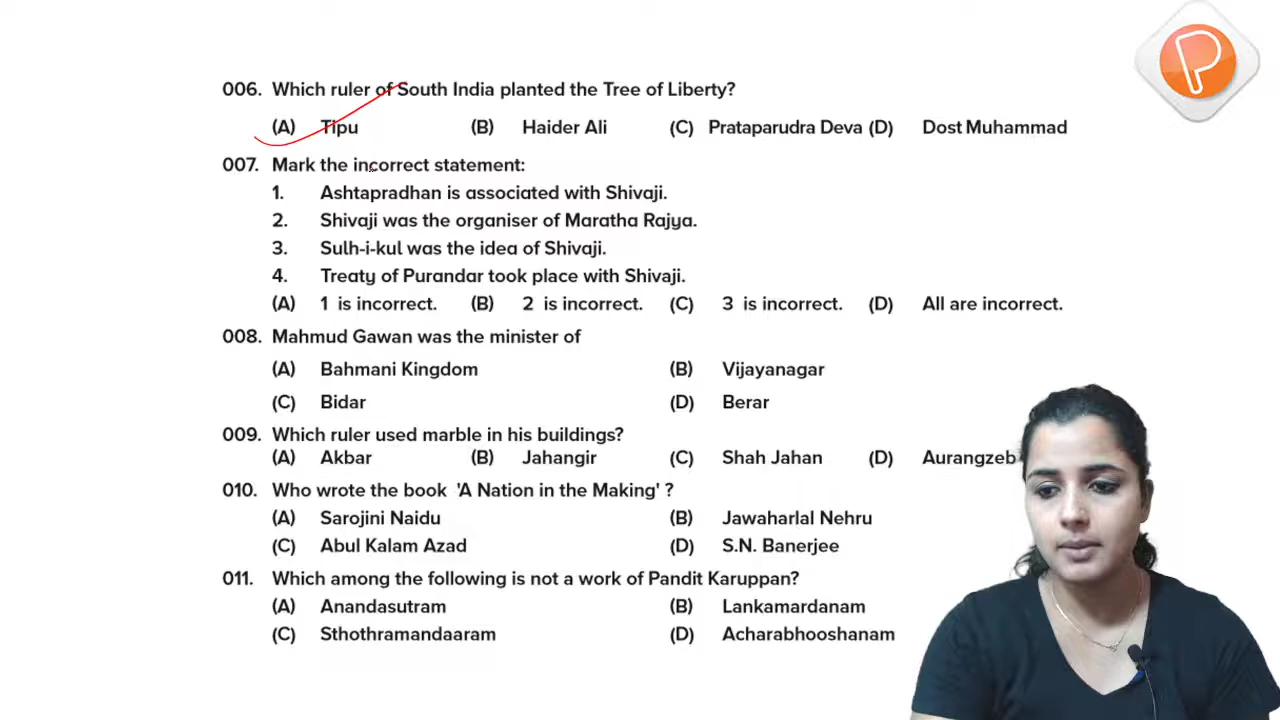 006. Which ruler of South India planted the Tree of Liberty?
(A) Tipu (B) Haider Ali (C) Prataparudra Deva (D) Dost Muhammad
007. Mark the incorrect statement:
1. Ashtapradhan is associated with Shivaji.
2. Shivaji was the organiser of Maratha Rajya.
3. Sulh-i-kul was the idea of Shivaji.
4. Treaty of Purandar took place with Shivaji.
(A) 1 is incorrect. (B) 2 is incorrect. (C) 3 is incorrect. (D) All are incorrect.
008. Mahmud Gawan was the minister of
(A) Bahmani Kingdom (B) Vijayanagar
(C) Bidar (D) Berar
009. Which ruler used marble in his buildings?
(A) Akbar (B) Jahangir (C) Shah Jahan (D) Aurangzeb
010. Who wrote the book 'A Nation in the Making' ?
(A) Sarojini Naidu (B) Jawaharlal Nehru
(C) Abul Kalam Azad (D) S.N. Banerjee
011. Which among the following is not a work of Pandit Karuppan?
(A) Anandasutram (B) Lankamardanam
(C) Sthothramandaaram (D) Acharabhooshanam
P